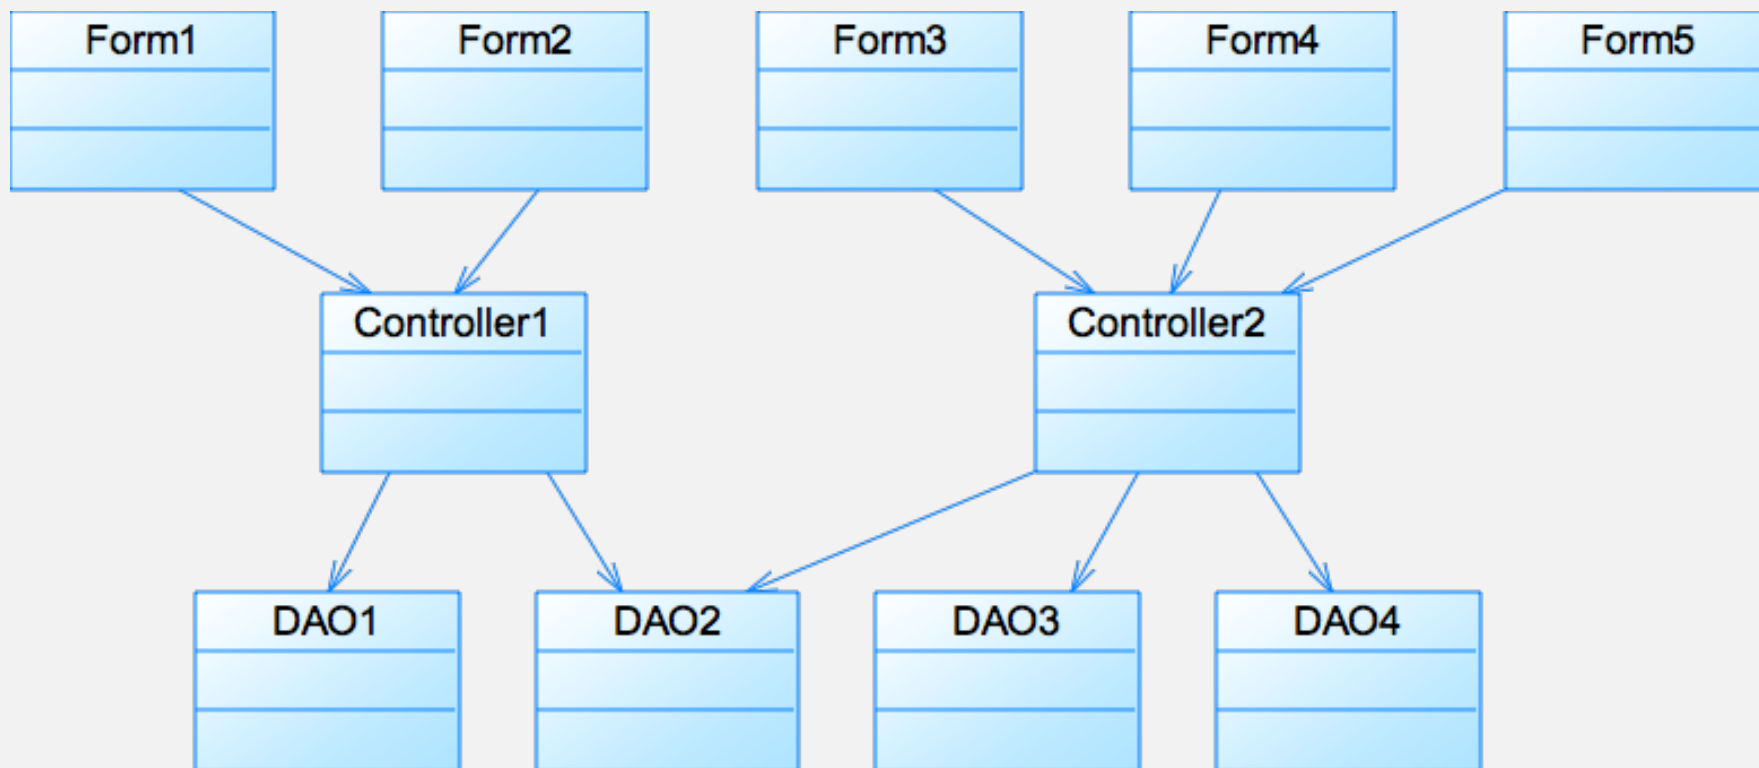 Form1
Form2
Form3
Form4
Form5
Controller1
Controller2
DAO1
DAO2
DAO3
DAO4